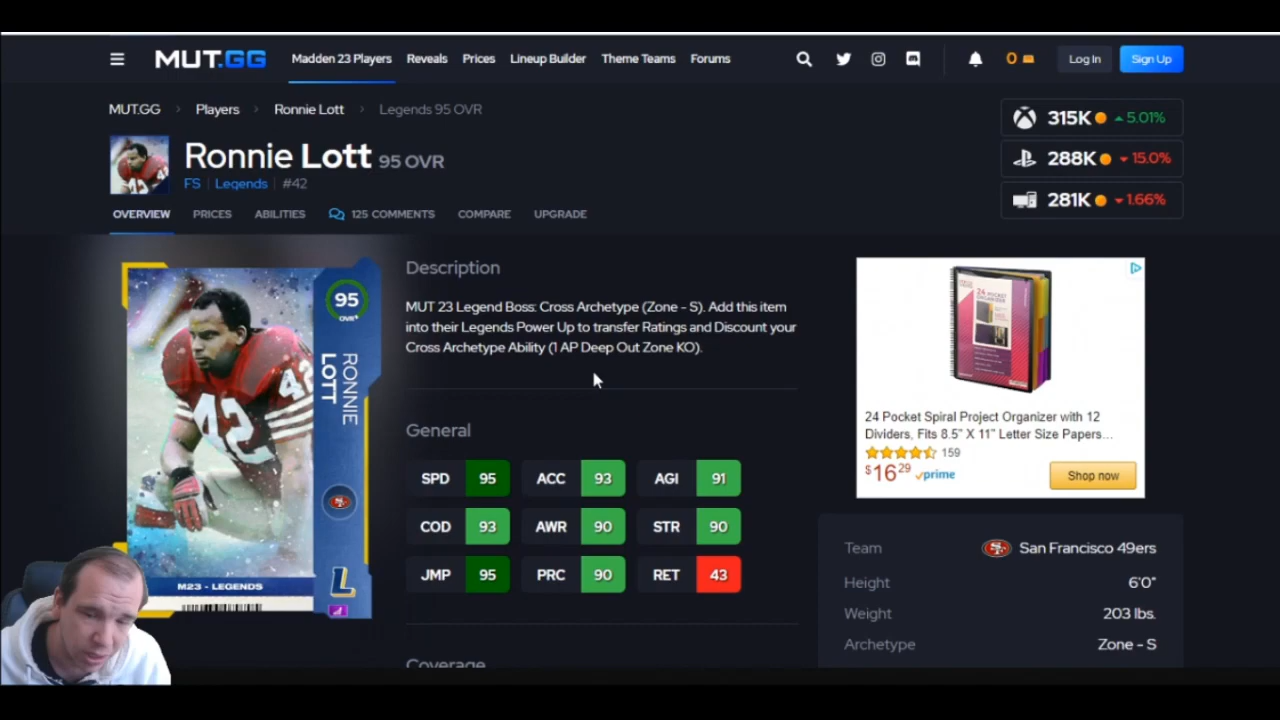 MUT.GG
Madden 23 Players
Reveals
Prices
Lineup Builder
Theme Teams
Forums
0
Log In
Sign Up
MUT.GG > Players > Ronnie Lott > Legends 95 OVR
Ronnie Lott 95 OVR
FS | Legends | #42
315K 5.01%
288K 15.0%
281K 1.66%
OVERVIEW
PRICES
ABILITIES
125 COMMENTS
COMPARE
UPGRADE
95
OVR
RONNIE
LOTT
42
42
M23 - LEGENDS
L
Description
MUT 23 Legend Boss: Cross Archetype (Zone - S). Add this item
into their Legends Power Up to transfer Ratings and Discount your
Cross Archetype Ability (1 AP Deep Out Zone KO).
General
SPD 95 ACC 93 AGI 91
COD 93 AWR 90 STR 90
JMP 95 PRC 90 RET 43
Coverage
24 Pocket Spiral Project Organizer with 12
Dividers, Fits 8.5" X 11" Letter Size Papers...
159
$16 29 prime
Shop now
Team San Francisco 49ers
Height 6'0"
Weight 203 lbs.
Archetype Zone - S